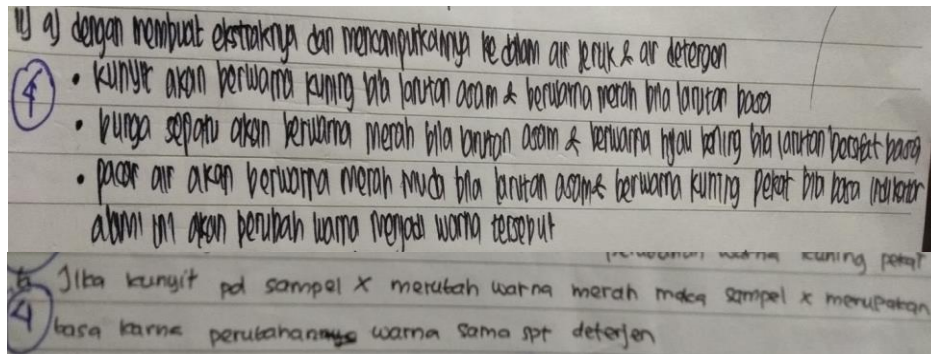 11) a) dengan membuat ekstraknya dan mencampurkannya ke dalam air jeruk & air detergen
4
• kunyit akan berwarna kuning bila larutan asam & berwarna merah bila larutan basa
• bunga sepatu akan berwarna merah bila larutan asam & berwarna hijau kuning bila larutan bersifat basa
• pacar air akan berwarna merah muda bila larutan asam & berwarna kuning pekat bila basa indikator
alami ini akan perubah warna menjadi warna tersebut
warna kuning pekat
b. Jika kunyit pd sampel x merubah warna merah maka sampel x merupakan
4
basa karna perubahannya warna sama spt deterjen